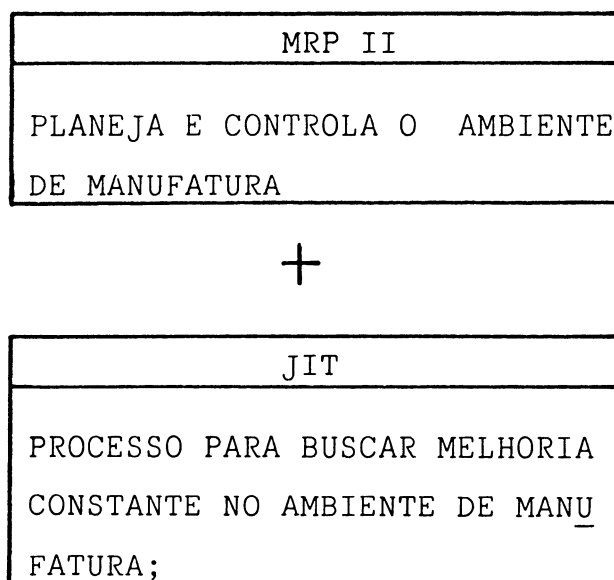 MRP II
PLANEJA E CONTROLA O AMBIENTE
DE MANUFATURA
+
JIT
PROCESSO PARA BUSCAR MELHORIA
CONSTANTE NO AMBIENTE DE MANU
FATURA;